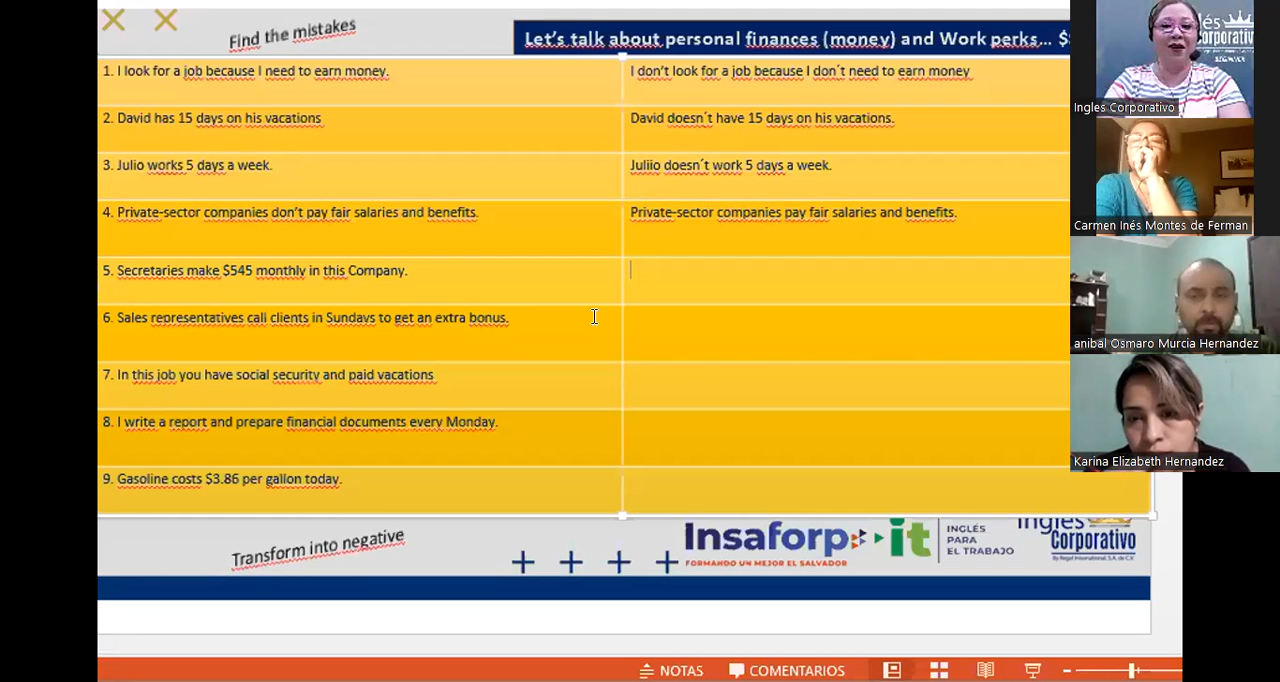 Find the mistakes
Let's talk about personal finances (money) and Work perks... $
1. I look for a job because I need to earn money.
I don't look for a job because I don´t need to earn money
2. David has 15 days on his vacations
David doesn´t have 15 days on his vacations.
3. Julio works 5 days a week.
Juliio doesn´t work 5 days a week.
4. Private-sector companies don't pay fair salaries and benefits.
Private-sector companies pay fair salaries and benefits.
5. Secretaries make $545 monthly in this Company.
6. Sales representatives call clients in Sundays to get an extra bonus.
7. In this job you have social security and paid vacations
8. I write a report and prepare financial documents every Monday.
9. Gasoline costs $3.86 per gallon today.
Transform into negative
Insaforp it
FORMANDO UN MEJOR EL SALVADOR
INGLÉS
PARA
EL TRABAJO
Inglés
Corporativo
NOTAS
COMENTARIOS
Corporativo
Ingles Corporativo
Carmen Inés Montes de Ferman
anibal Osmaro Murcia Hernandez
Karina Elizabeth Hernandez